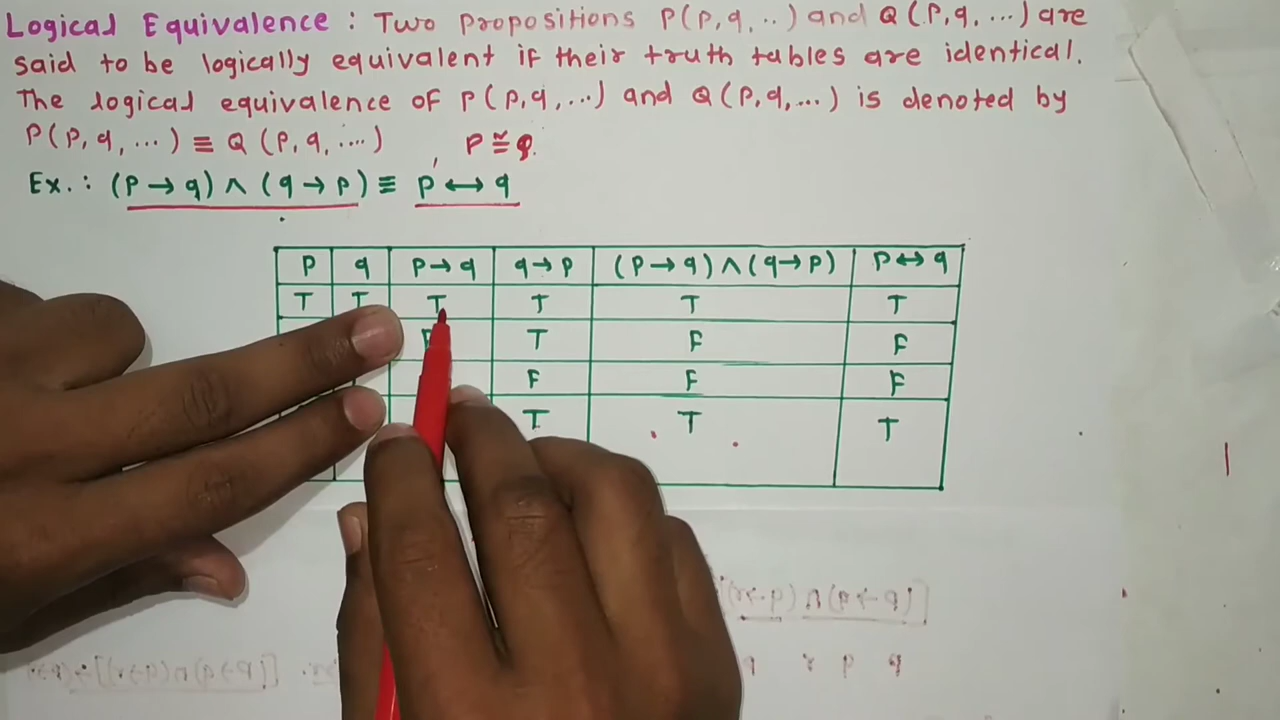 Logical Equivalence : Two propositions P(p,q,..) and Q(p,q,...) are
said to be logically equivalent if their truth tables are identical.
The logical equivalence of P(p,q,...) and Q(p,q,...) is denoted by
P(p,q,...) ≡ Q(p,q,....) , P ≅ Q.
Ex.: (p→q) ∧ (q→p) ≡ p ↔ q
p q p→q q→p (p→q)∧(q→p) p↔q
T T T T T T
F T F F
F F F
T T T
(r←p) ∩ (p←q)]
q r p q